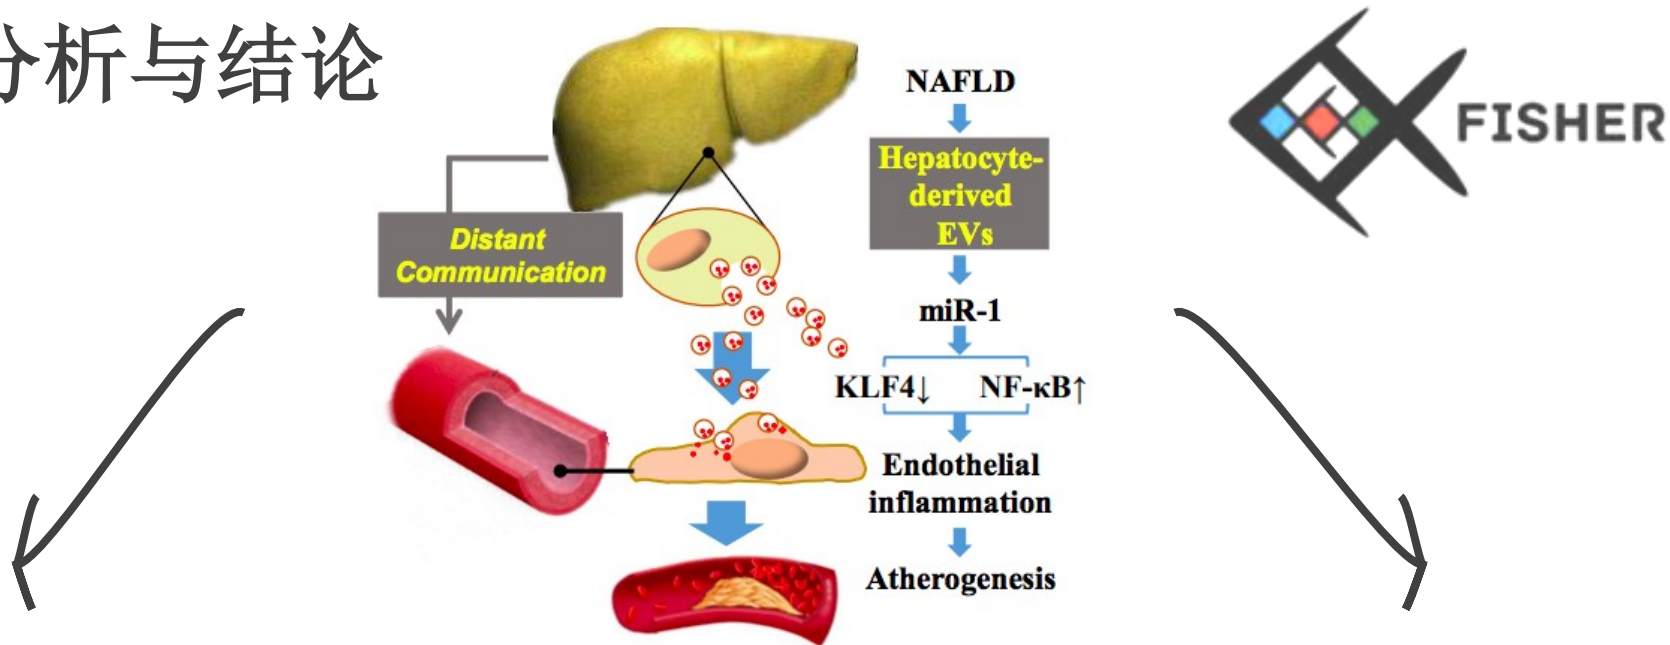 分析与结论
FISHER
NAFLD
Hepatocyte-
derived
EVs
Distant
Communication
miR-1
KLF4↓ NF-κB↑
Endothelial
inflammation
Atherogenesis